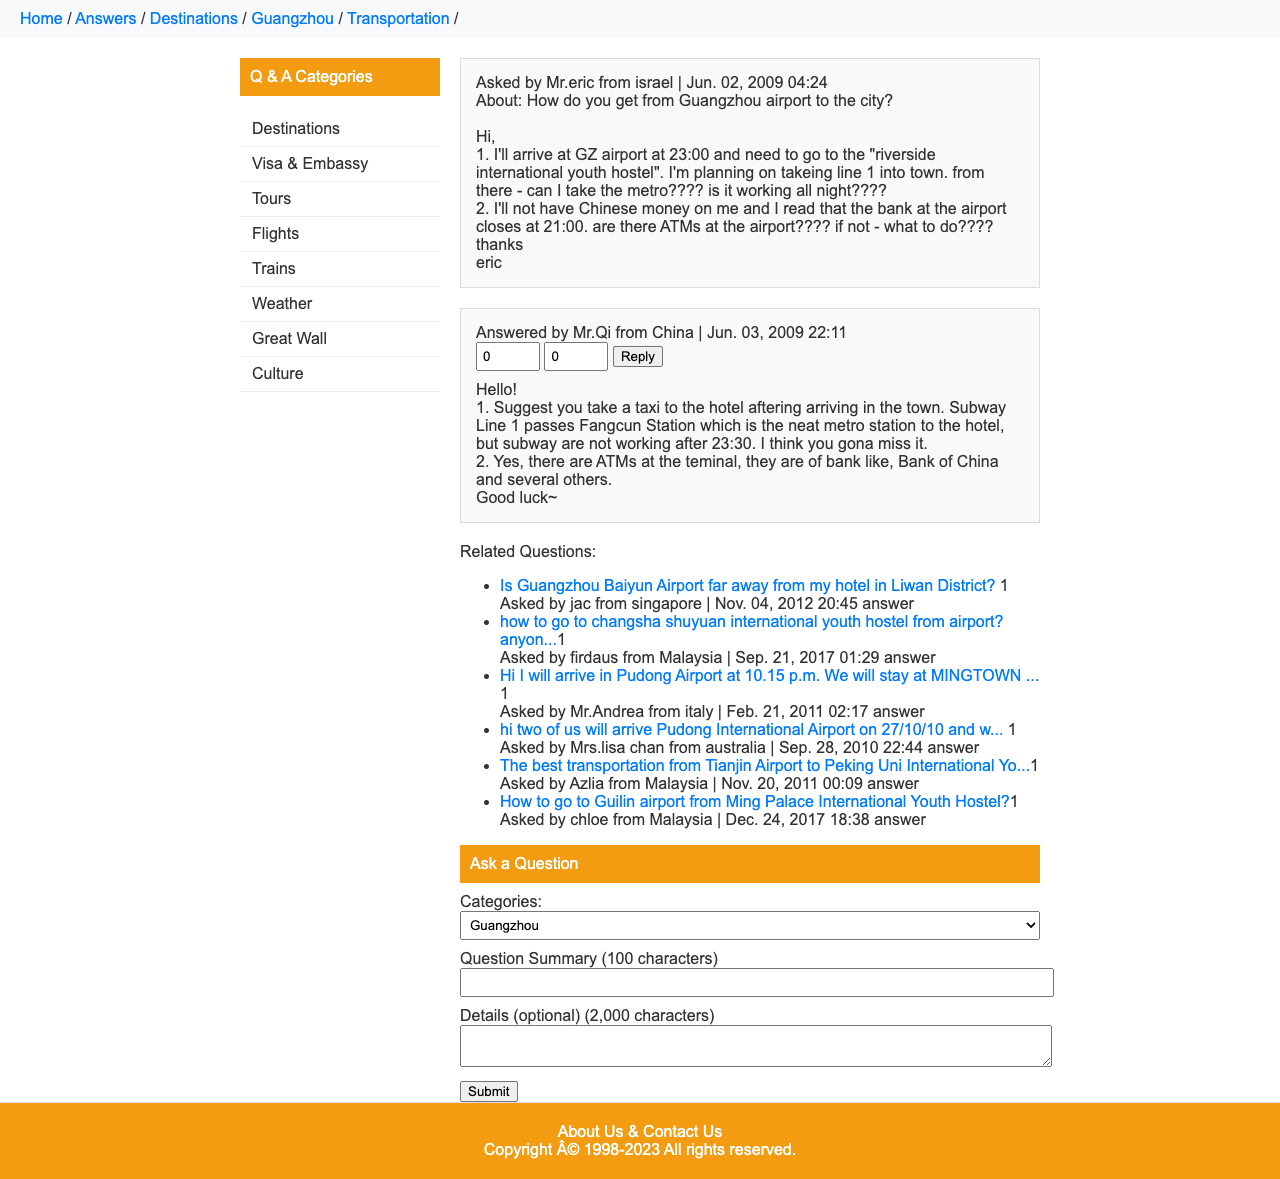 Home / Answers / Destinations / Guangzhou / Transportation /
Q & A Categories
Destinations
Visa & Embassy
Tours
Flights
Trains
Weather
Great Wall
Culture
Asked by Mr.eric from israel | Jun. 02, 2009 04:24
About: How do you get from Guangzhou airport to the city?
Hi,
1. I'll arrive at GZ airport at 23:00 and need to go to the "riverside
international youth hostel". I'm planning on takeing line 1 into town. from
there - can I take the metro???? is it working all night????
2. I'll not have Chinese money on me and I read that the bank at the airport
closes at 21:00. are there ATMs at the airport???? if not - what to do????
thanks
eric
Answered by Mr.Qi from China | Jun. 03, 2009 22:11
0 0 Reply
Hello!
1. Suggest you take a taxi to the hotel aftering arriving in the town. Subway
Line 1 passes Fangcun Station which is the neat metro station to the hotel,
but subway are not working after 23:30. I think you gona miss it.
2. Yes, there are ATMs at the teminal, they are of bank like, Bank of China
and several others.
Good luck~
Related Questions:
Is Guangzhou Baiyun Airport far away from my hotel in Liwan District? 1
Asked by jac from singapore | Nov. 04, 2012 20:45 answer
how to go to changsha shuyuan international youth hostel from airport?
anyon...1
Asked by firdaus from Malaysia | Sep. 21, 2017 01:29 answer
Hi I will arrive in Pudong Airport at 10.15 p.m. We will stay at MINGTOWN ...
1
Asked by Mr.Andrea from italy | Feb. 21, 2011 02:17 answer
hi two of us will arrive Pudong International Airport on 27/10/10 and w... 1
Asked by Mrs.lisa chan from australia | Sep. 28, 2010 22:44 answer
The best transportation from Tianjin Airport to Peking Uni International Yo...1
Asked by Azlia from Malaysia | Nov. 20, 2011 00:09 answer
How to go to Guilin airport from Ming Palace International Youth Hostel?1
Asked by chloe from Malaysia | Dec. 24, 2017 18:38 answer
Ask a Question
Categories:
Guangzhou
Question Summary (100 characters)
Details (optional) (2,000 characters)
Submit
About Us & Contact Us
Copyright Â© 1998-2023 All rights reserved.